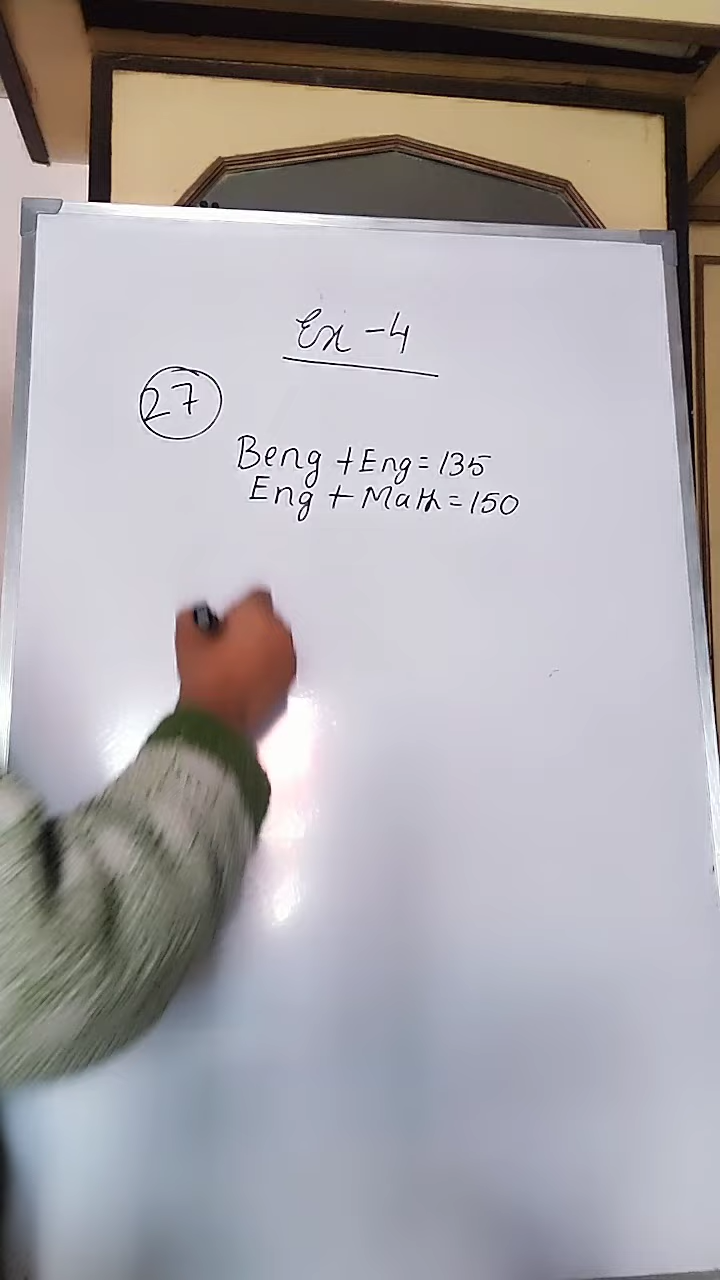 Ex -4
27
Beng + Eng = 135
Eng + Math = 150